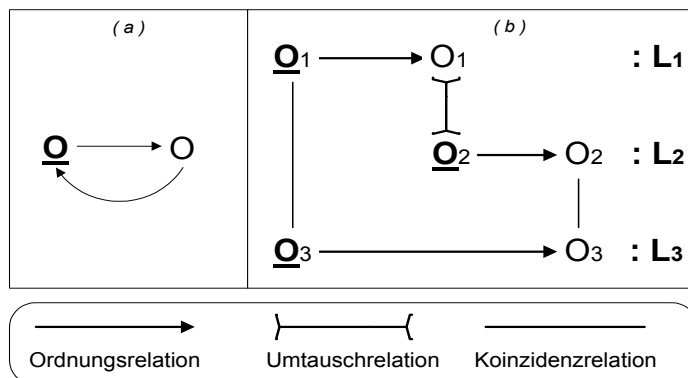 ( a ) ( b )
O1 O1 : L1
O O
O2 O2 : L2
O3 O3 : L3
Ordnungsrelation Umtauschrelation Koinzidenzrelation